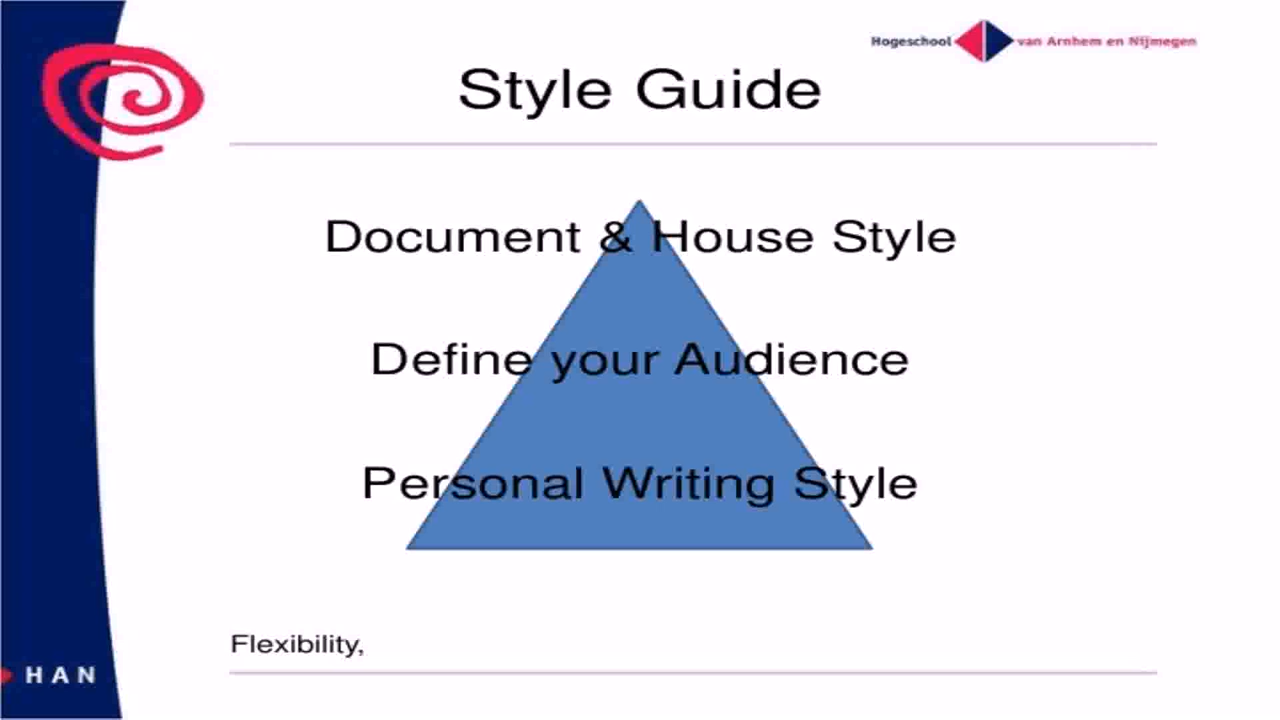 Hogeschool van Arnhem en Nijmegen
Style Guide
Document & House Style
Define your Audience
Personal Writing Style
Flexibility,
HAN